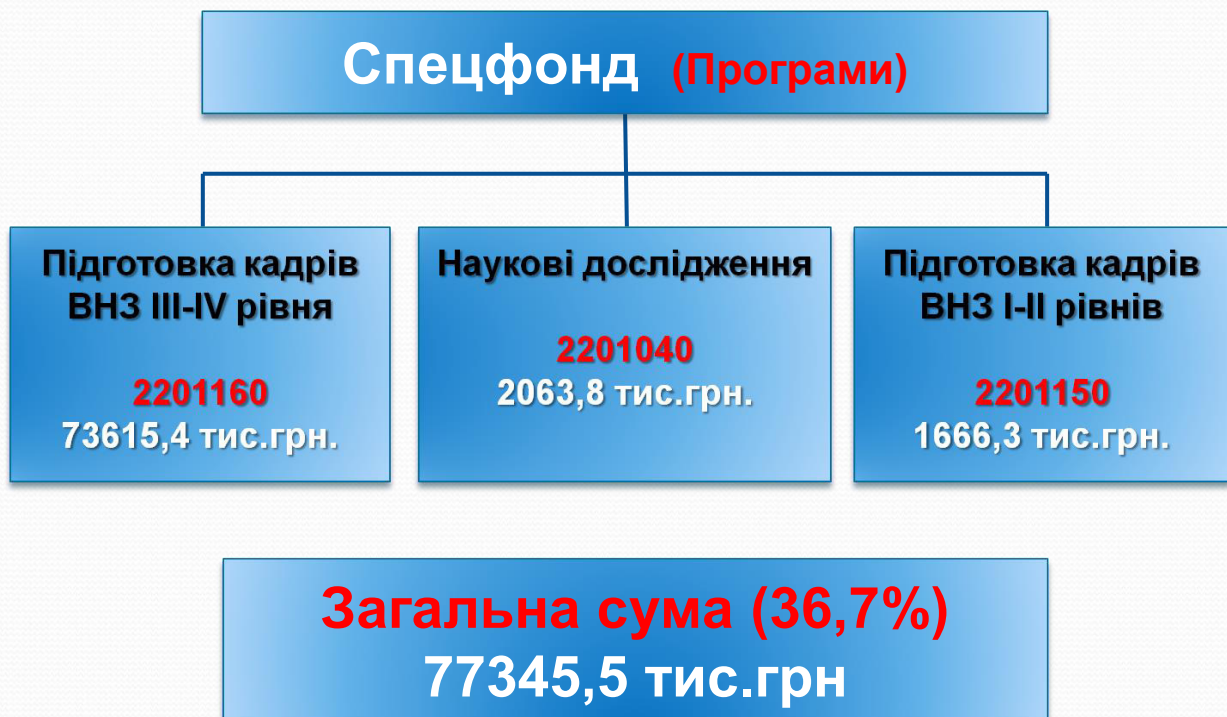 Спецфонд (Програми)
Підготовка кадрів
ВНЗ III-IV рівня
2201160
73615,4 тис.грн.
Наукові дослідження
2201040
2063,8 тис.грн.
Підготовка кадрів
ВНЗ I-II рівнів
2201150
1666,3 тис.грн.
Загальна сума (36,7%)
77345,5 тис.грн